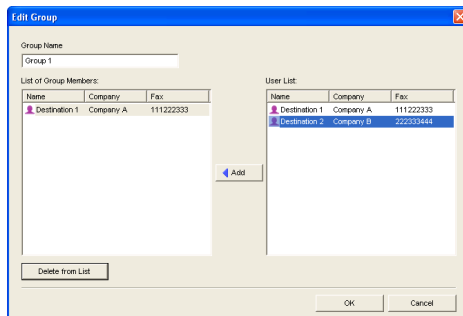 Edit Group
Group Name
Group 1
List of Group Members:
Name Company Fax
Destination 1 Company A 111222333
Add
User List:
Name Company Fax
Destination 1 Company A 111222333
Destination 2 Company B 222333444
Delete from List
OK Cancel